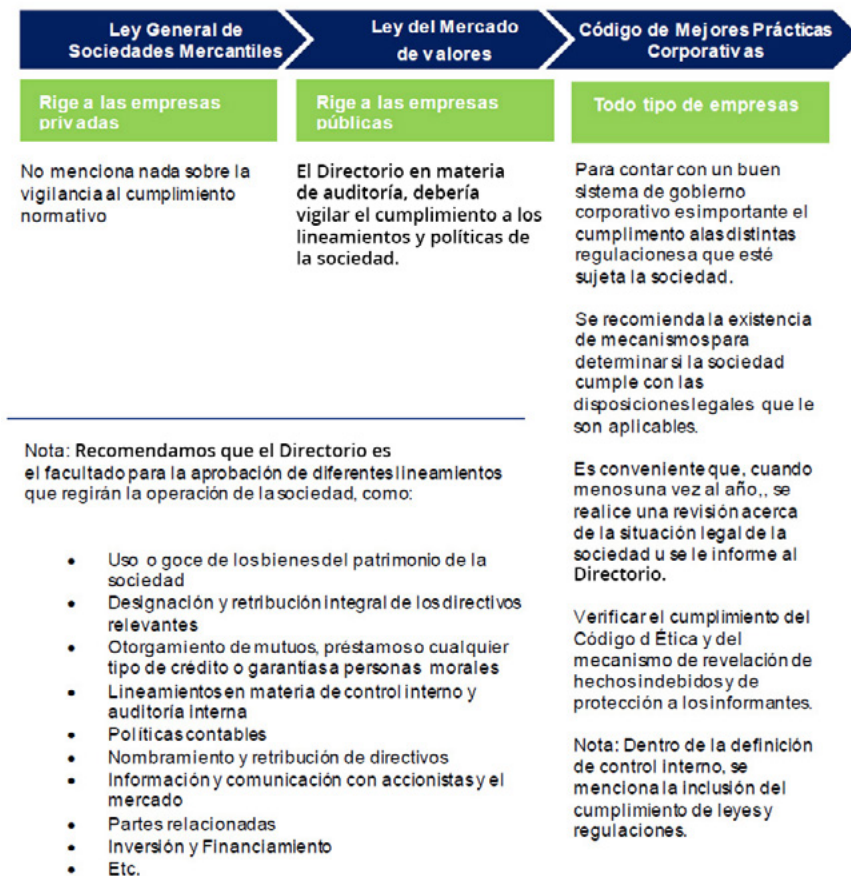 Ley General de
Sociedades Mercantiles
Ley del Mercado
de valores
Código de Mejores Prácticas
Corporativas
Rige a las empresas
privadas
Rige a las empresas
públicas
Todo tipo de empresas
No menciona nada sobre la
vigilancia al cumplimiento
normativo
El Directorio en materia
de auditoría, debería
vigilar el cumplimiento a los
lineamientos y políticas de
la sociedad.
Para contar con un buen
sistema de gobierno
corporativo es importante el
cumplimento a las distintas
regulaciones a que esté
sujeta la sociedad.
Se recomienda la existencia
de mecanismos para
determinar si la sociedad
cumple con las
disposiciones legales que le
son aplicables.
Es conveniente que, cuando
menos una vez al año,, se
realice una revisión acerca
de la situación legal de la
sociedad u se le informe al
Directorio.
Verificar el cumplimiento del
Código d Ética y del
mecanismo de revelación de
hechos indebidos y de
protección a los informantes.
Nota: Dentro de la definición
de control interno, se
menciona la inclusión del
cumplimiento de leyes y
regulaciones.
Nota: Recomendamos que el Directorio es
el facultado para la aprobación de diferentes lineamientos
que regirán la operación de la sociedad, como:
• Uso o goce de los bienes del patrimonio de la
sociedad
• Designación y retribución integral de los directivos
relevantes
• Otorgamiento de mutuos, préstamos o cualquier
tipo de crédito o garantías a personas morales
• Lineamientos en materia de control interno y
auditoría interna
• Políticas contables
• Nombramiento y retribución de directivos
• Información y comunicación con accionistas y el
mercado
• Partes relacionadas
• Inversión y Financiamiento
• Etc.